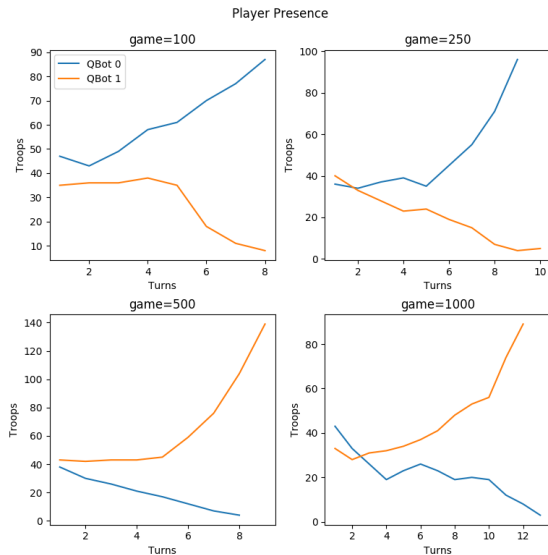 Player Presence
game=100
QBot 0
QBot 1
Troops
90
80
70
60
50
40
30
20
10
2 4 6 8
Turns
game=250
Troops
100
80
60
40
20
0
2 4 6 8 10
Turns
game=500
Troops
140
120
100
80
60
40
20
0
2 4 6 8
Turns
game=1000
Troops
80
60
40
20
0
2 4 6 8 10 12
Turns